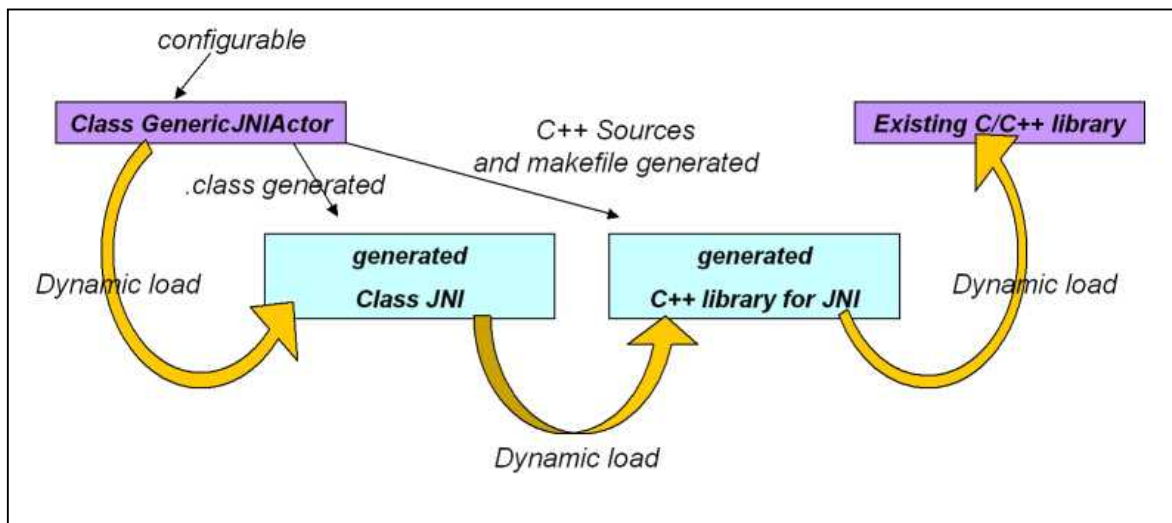 configurable
Class GenericJNIActor
Existing C/C++ library
C++ Sources
and makefile generated
.class generated
generated
Class JNI
generated
C++ library for JNI
Dynamic load
Dynamic load
Dynamic load